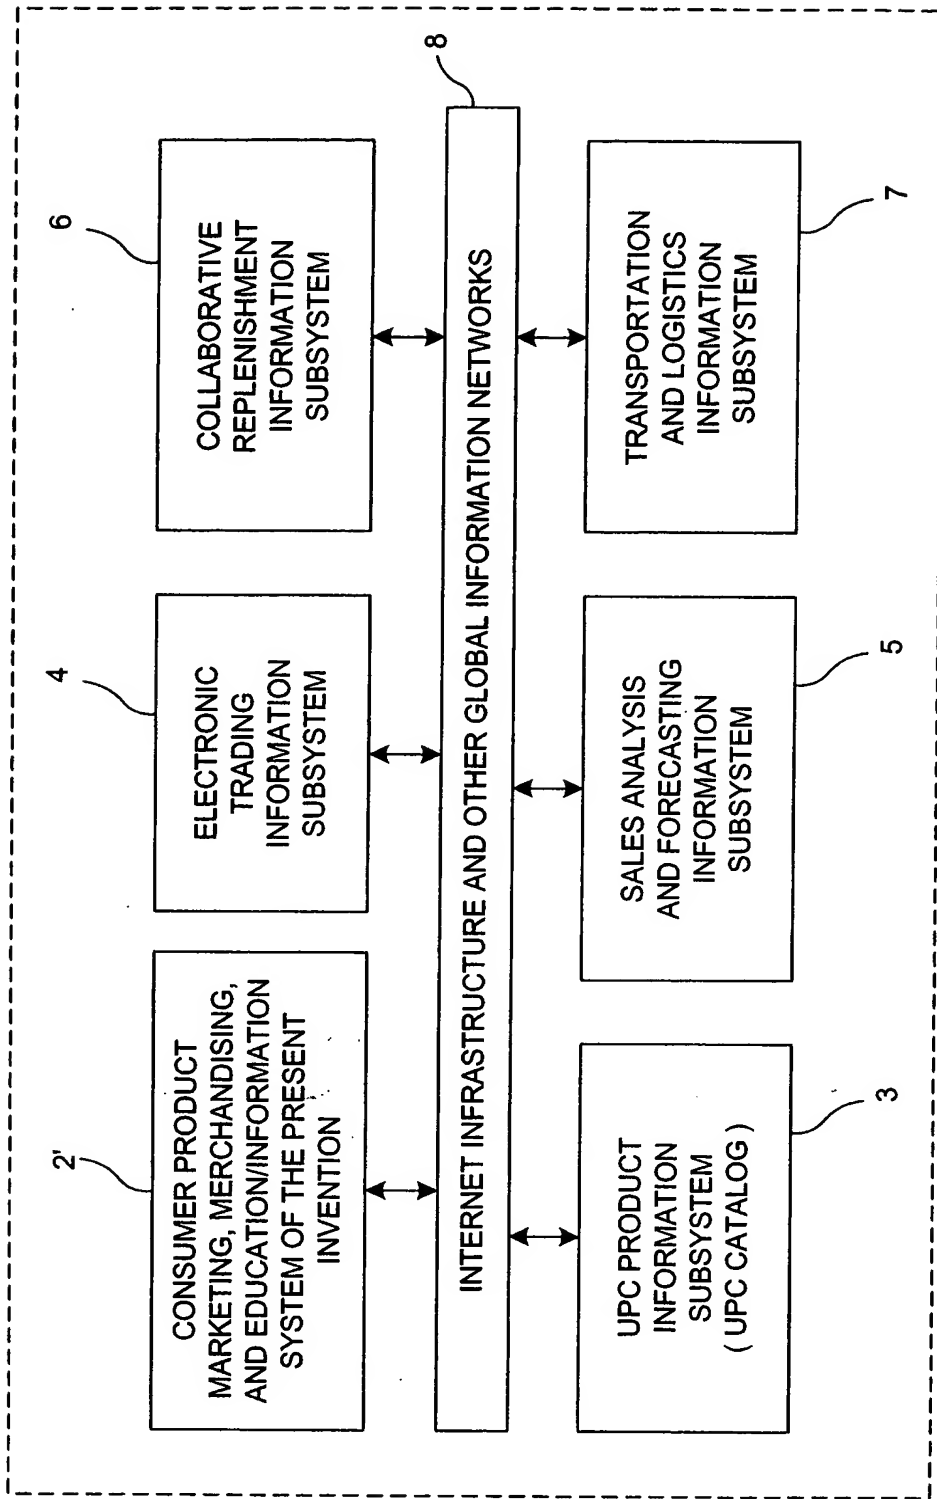 2'
CONSUMER PRODUCT
MARKETING, MERCHANDISING,
AND EDUCATION/INFORMATION
SYSTEM OF THE PRESENT
INVENTION
4
ELECTRONIC
TRADING
INFORMATION
SUBSYSTEM
6
COLLABORATIVE
REPLENISHMENT
INFORMATION
SUBSYSTEM
8
INTERNET INFRASTRUCTURE AND OTHER GLOBAL INFORMATION NETWORKS
UPC PRODUCT
INFORMATION
SUBSYSTEM
( UPC CATALOG )
3
SALES ANALYSIS
AND FORECASTING
INFORMATION
SUBSYSTEM
5
TRANSPORTATION
AND LOGISTICS
INFORMATION
SUBSYSTEM
7